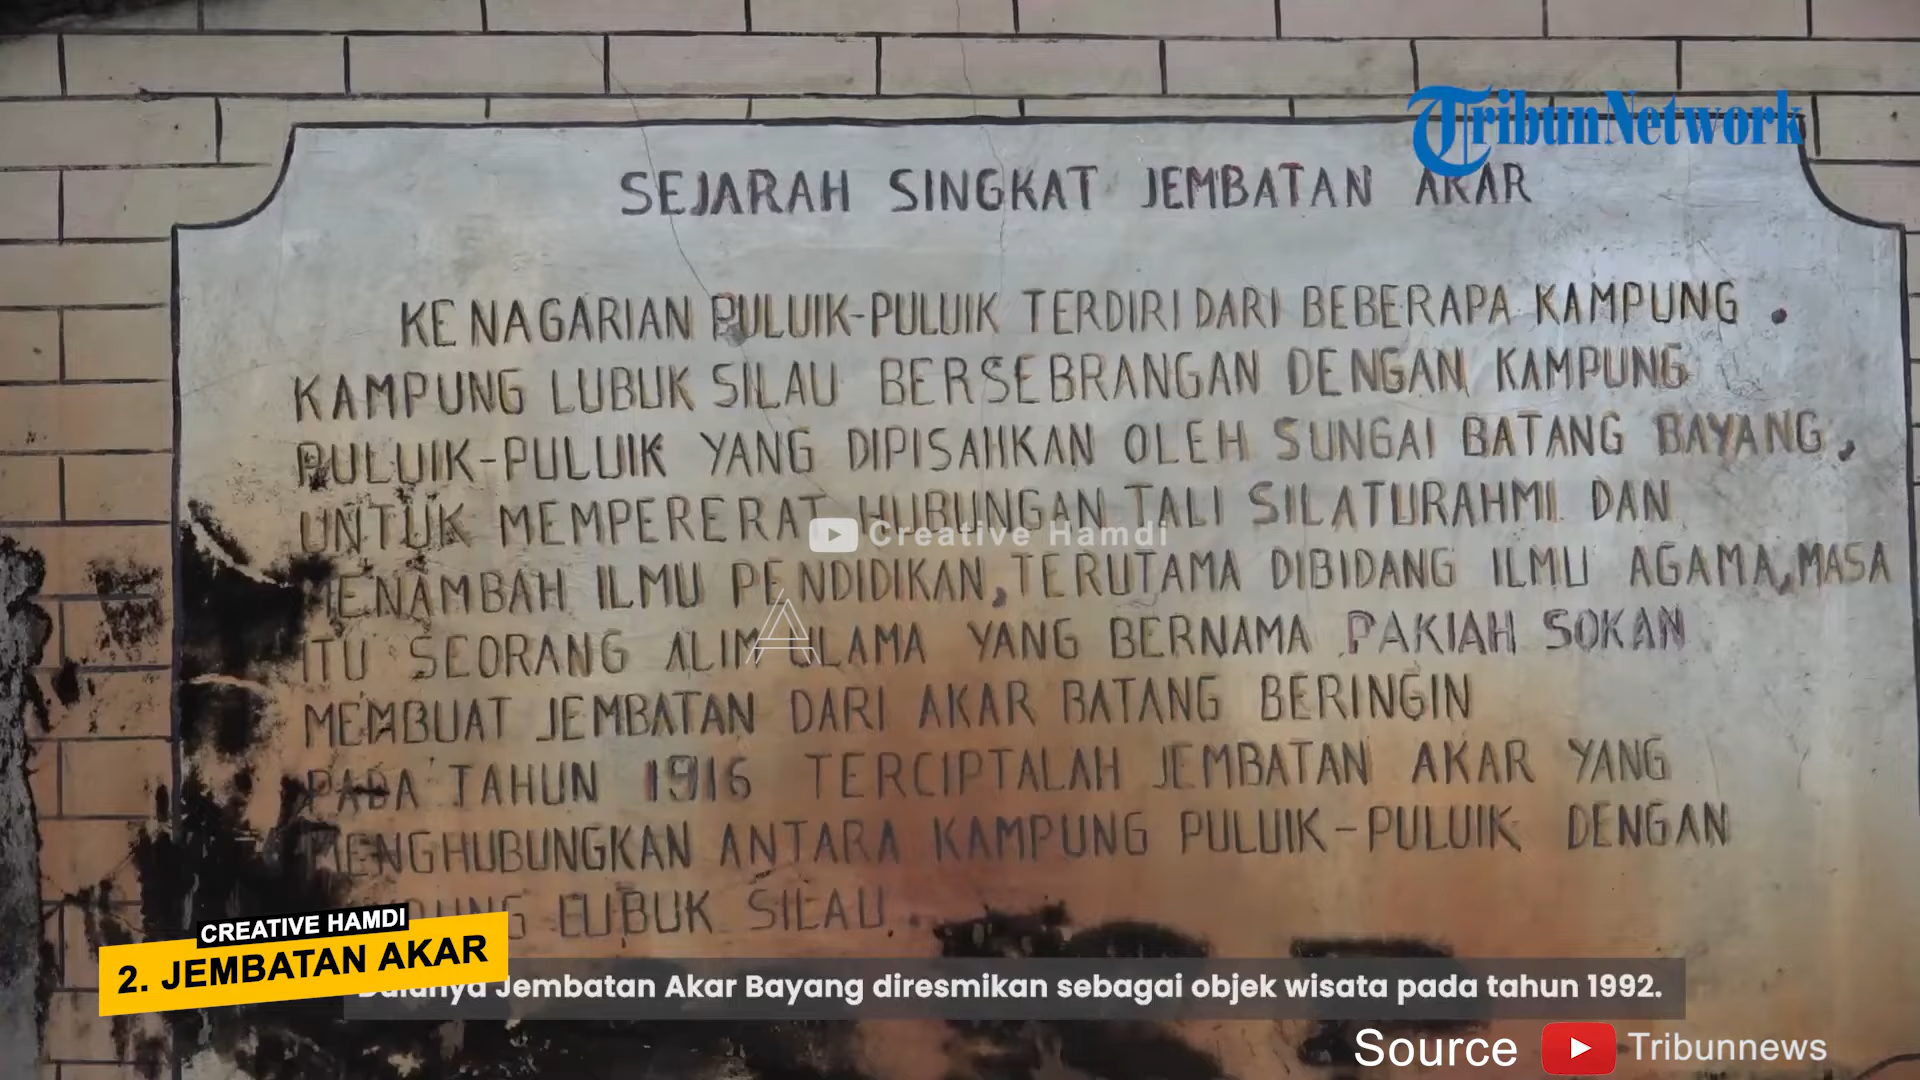 TribunNetwork
SEJARAH SINGKAT JEMBATAN AKAR
KENAGARIAN PULUIK-PULUIK TERDIRI DARI BEBERAPA KAMPUNG.
KAMPUNG LUBUK SILAU BERSEBRANGAN DENGAN KAMPUNG
PULUIK-PULUIK YANG DIPISAHKAN OLEH SUNGAI BATANG BAYANG,
UNTUK MEMPERERAT HUBUNGAN TALI SILATURAHMI DAN
Creative Hamdi
MENAMBAH ILMU PENDIDIKAN, TERUTAMA DIBIDANG ILMU AGAMA, MASA
ITU SEORANG ALIM ULAMA YANG BERNAMA PAKIAH SOKAN
MEMBUAT JEMBATAN DARI AKAR BATANG BERINGIN
PADA TAHUN 1916 TERCIPTALAH JEMBATAN AKAR YANG
MENGHUBUNGKAN ANTARA KAMPUNG PULUIK-PULUIK DENGAN
LUBUK SILAU.
CREATIVE HAMDI
2. JEMBATAN AKAR
Jembatan Akar Bayang diresmikan sebagai objek wisata pada tahun 1992.
Source Tribunnews